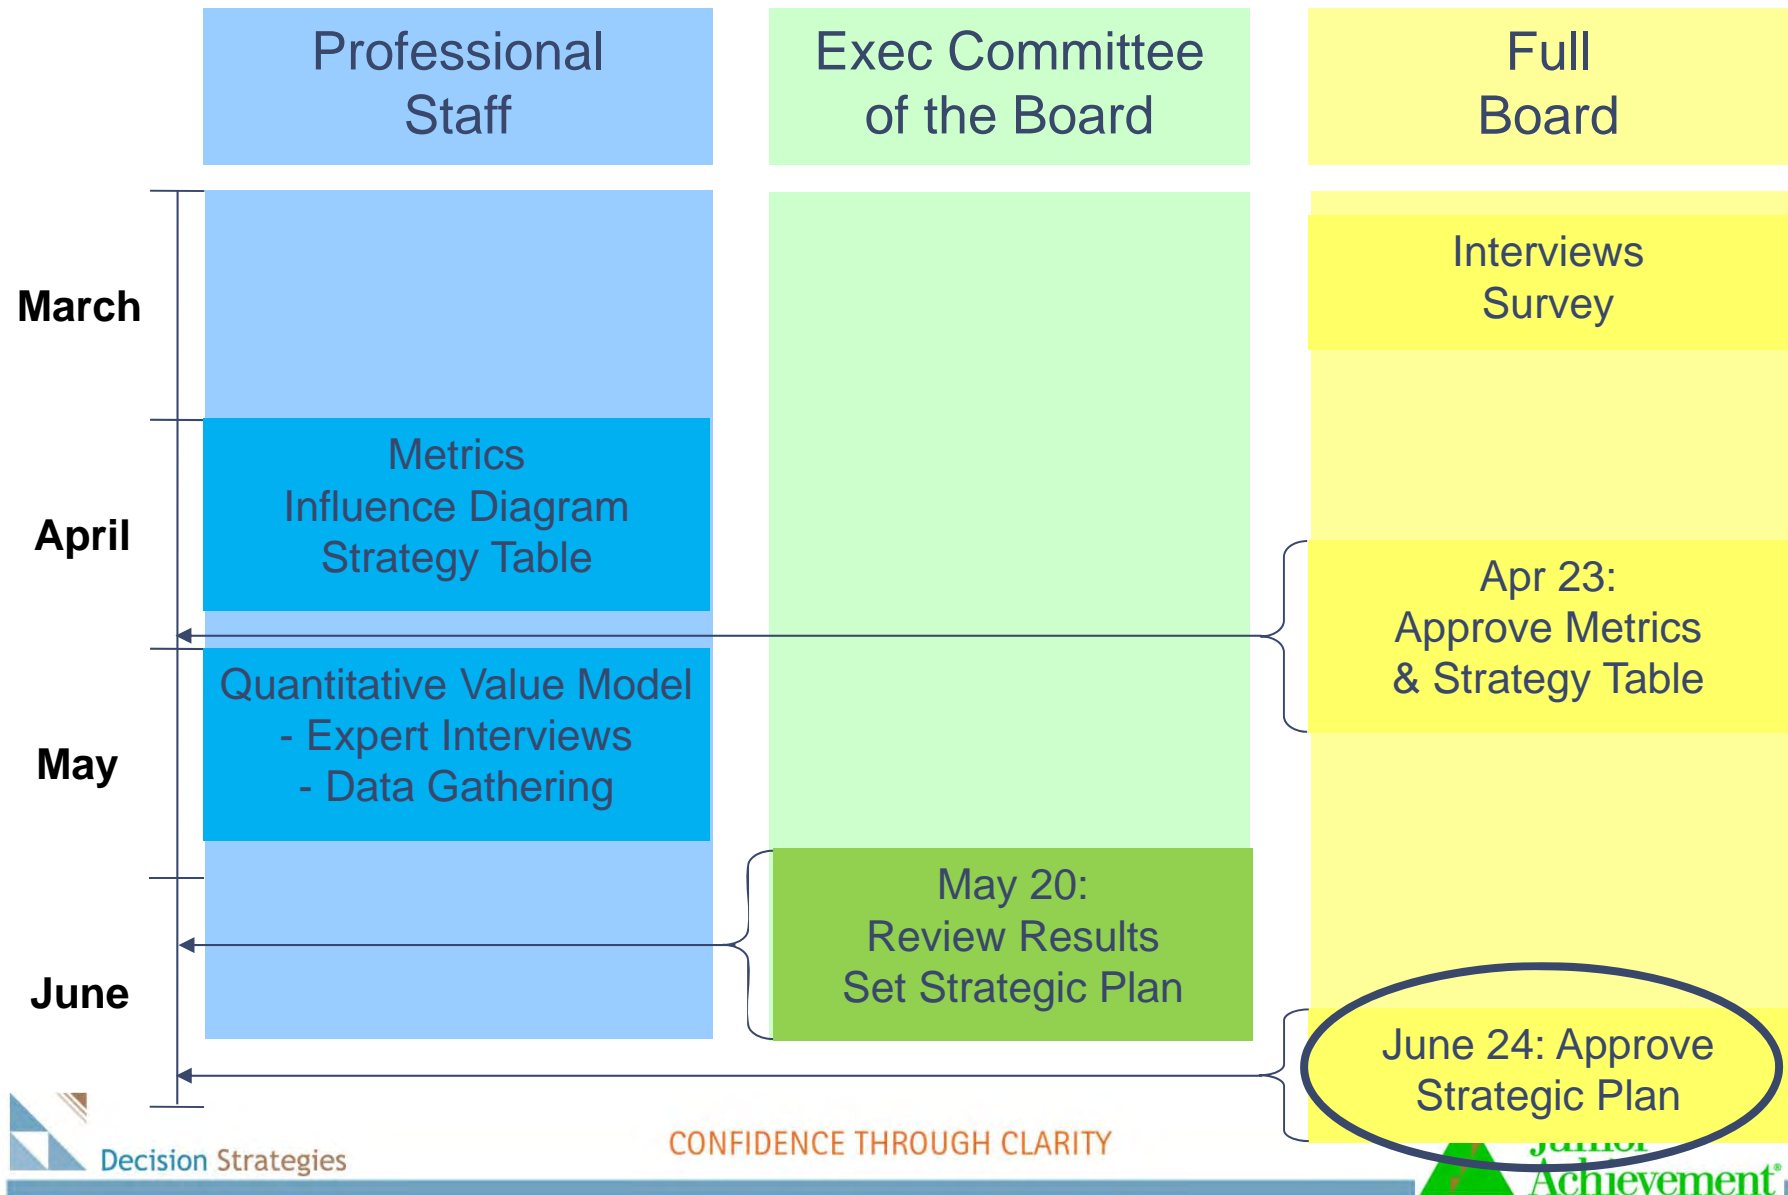 Professional
Staff
Exec Committee
of the Board
Full
Board
March
Interviews
Survey
April
Metrics
Influence Diagram
Strategy Table
Apr 23:
Approve Metrics
& Strategy Table
May
Quantitative Value Model
- Expert Interviews
- Data Gathering
May 20:
Review Results
Set Strategic Plan
June
June 24: Approve
Strategic Plan
Decision Strategies
CONFIDENCE THROUGH CLARITY
Junior
Achievement®